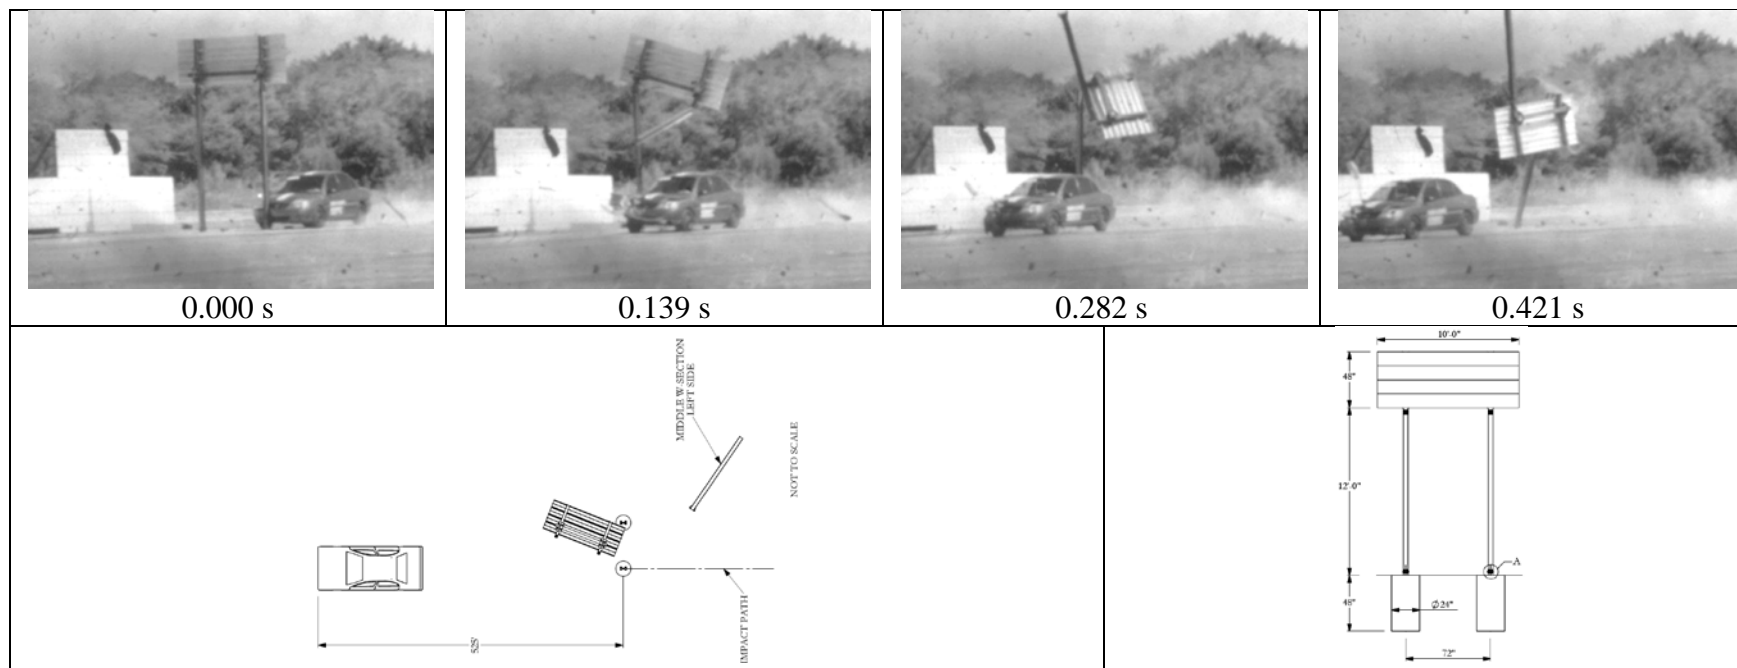 0.000 s
0.139 s
0.282 s
0.421 s
MIDDLE W-SECTION
LEFT SIDE
NOT TO SCALE
IMPACT PATH
10'-0"
48"
12'-0"
A
48"
Ø 24"
72"